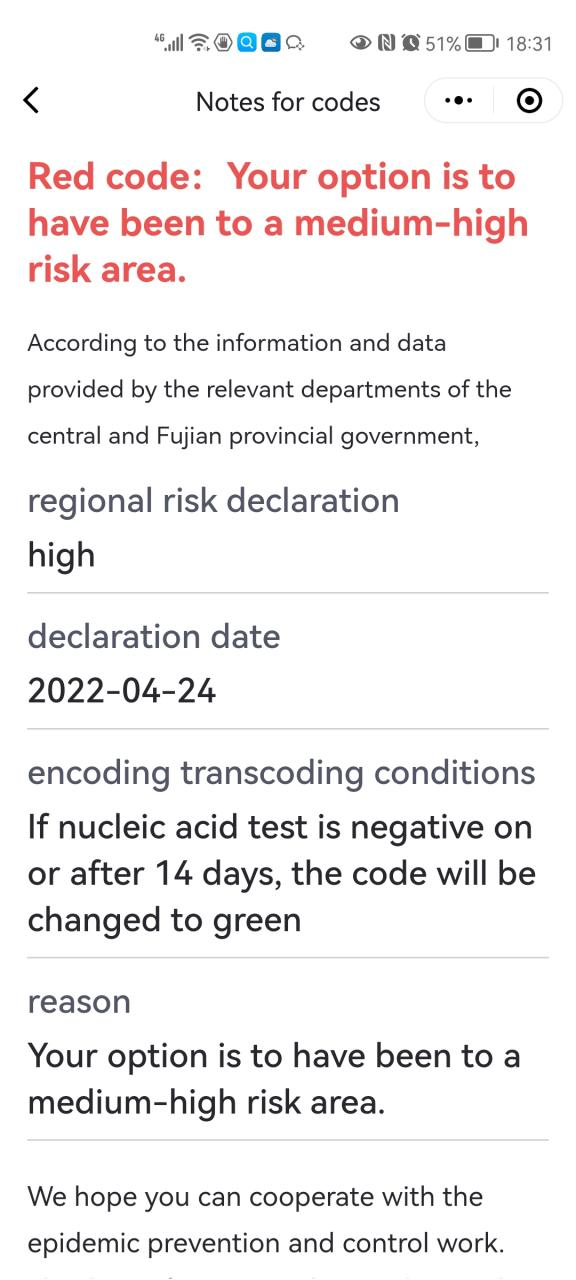 4G 51% 18:31
Notes for codes
Red code: Your option is to
have been to a medium-high
risk area.
According to the information and data
provided by the relevant departments of the
central and Fujian provincial government,
regional risk declaration
high
declaration date
2022-04-24
encoding transcoding conditions
If nucleic acid test is negative on
or after 14 days, the code will be
changed to green
reason
Your option is to have been to a
medium-high risk area.
We hope you can cooperate with the
epidemic prevention and control work.